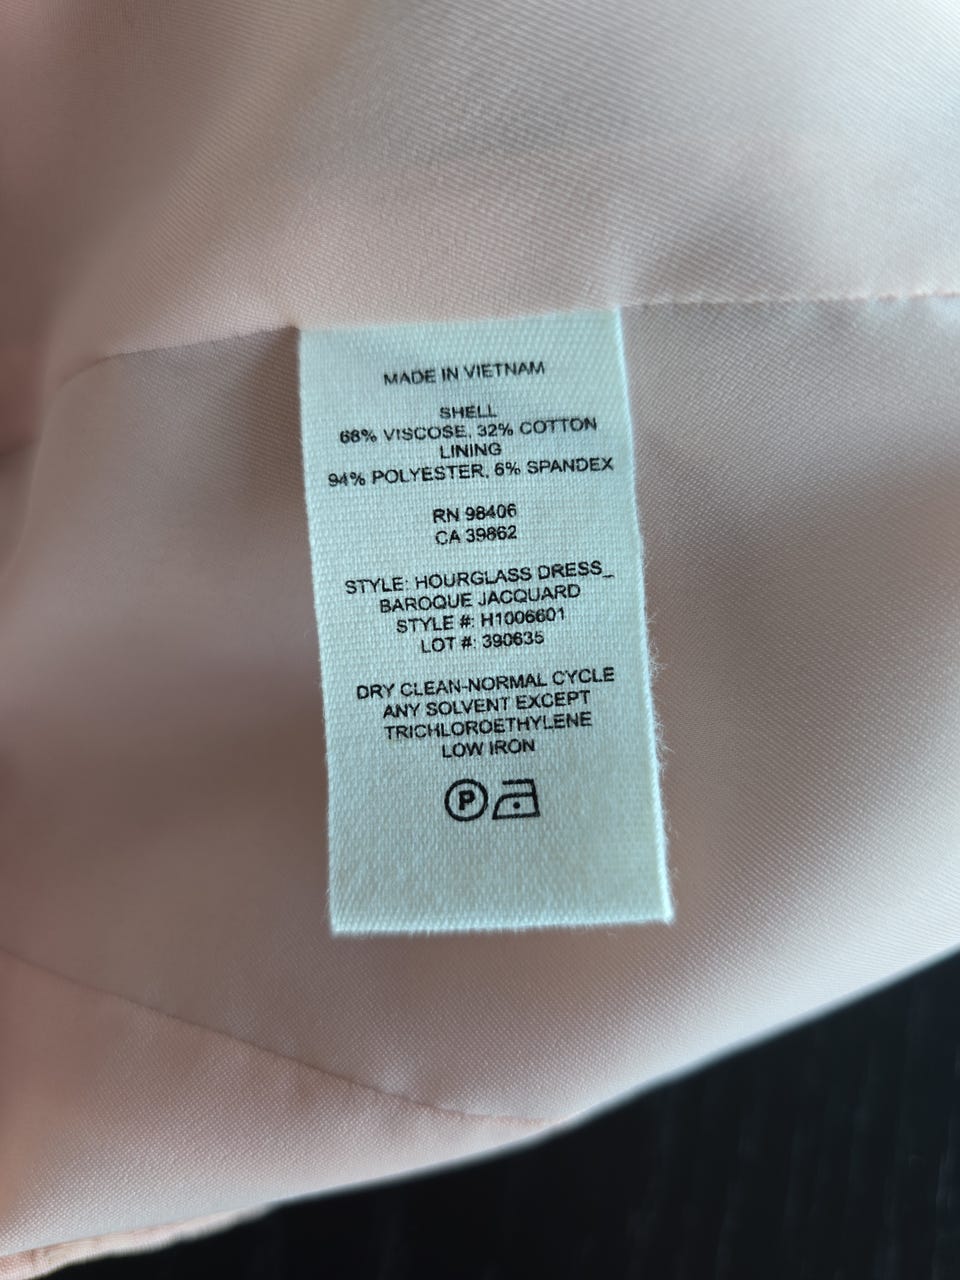 MADE IN VIETNAM
SHELL
68% VISCOSE, 32% COTTON
LINING
94% POLYESTER, 6% SPANDEX
RN 98406
CA 39862
STYLE: HOURGLASS DRESS_
BAROQUE JACQUARD
STYLE #: H1006601
LOT #: 390635
DRY CLEAN-NORMAL CYCLE
ANY SOLVENT EXCEPT
TRICHLOROETHYLENE
LOW IRON
P